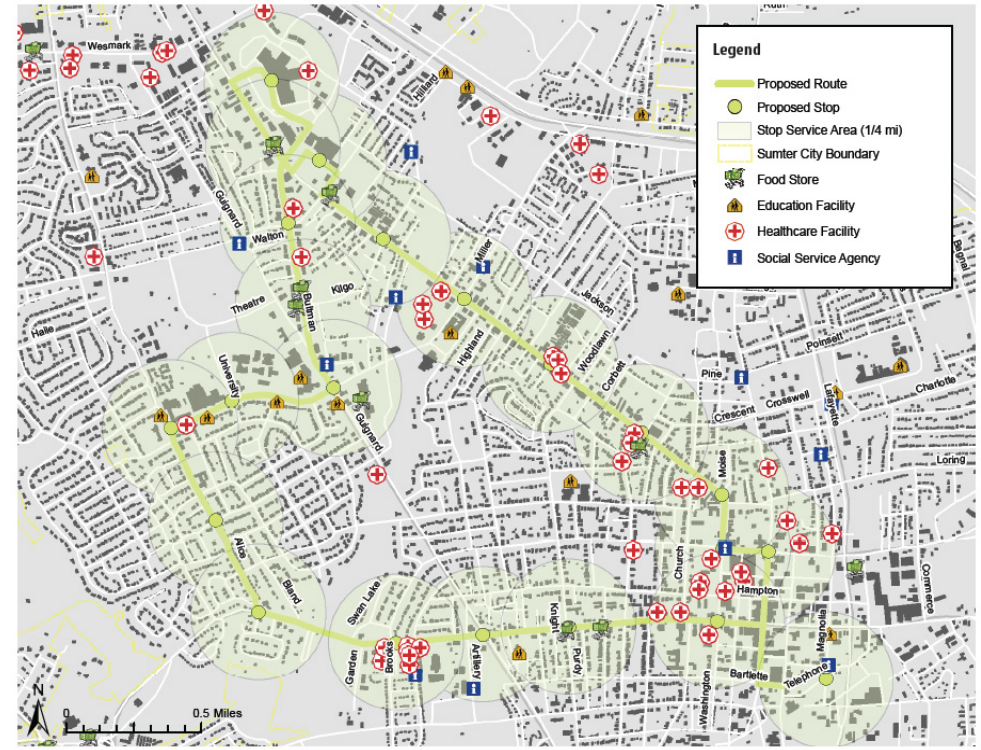 Wesmark
Hilliard
Guignard
Walton
Miller
Theatre
Kilgo
Bultman
Jackson
Halle
Highland
Woodlawn
Corbett
University
Guignard
Pine
Crescent
Crosswell
Lafayette
Poinsett
Charlotte
Loring
Bagnal
Moise
Alice
Bland
Swan Lake
Church
Hampton
Commerce
Garden
Brooks
Artillery
Knight
Purdy
Washington
Bartlette
Telephone
Magnolia
N
0
0.5 Miles
Legend
Proposed Route
Proposed Stop
Stop Service Area (1/4 mi)
Sumter City Boundary
Food Store
Education Facility
Healthcare Facility
Social Service Agency